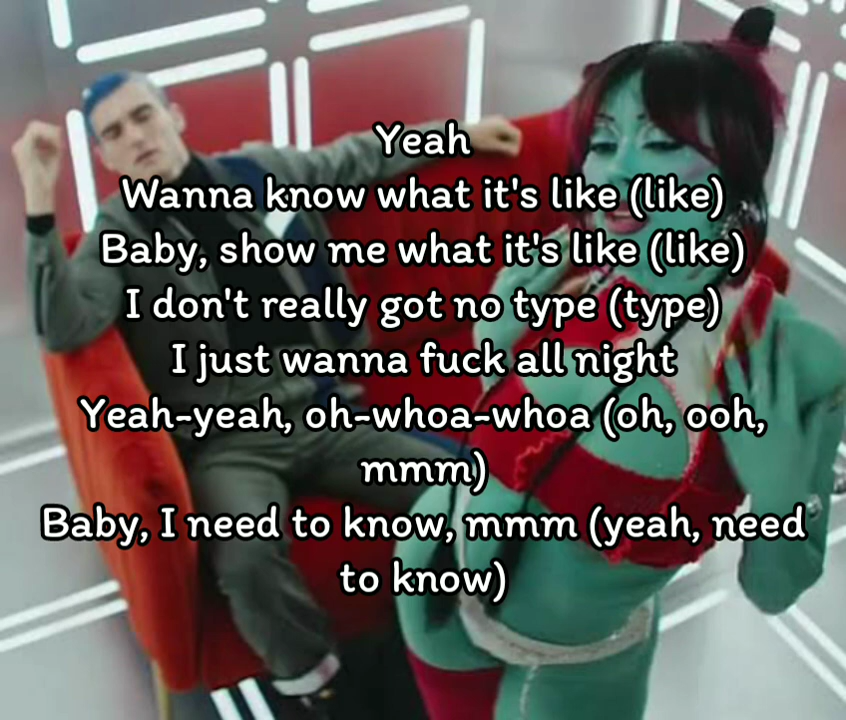 Yeah
Wanna know what it's like (like)
Baby, show me what it's like (like)
I don't really got no type (type)
I just wanna fuck all night
Yeah-yeah, oh-whoa-whoa (oh, ooh,
mmm)
Baby, I need to know, mmm (yeah, need
to know)